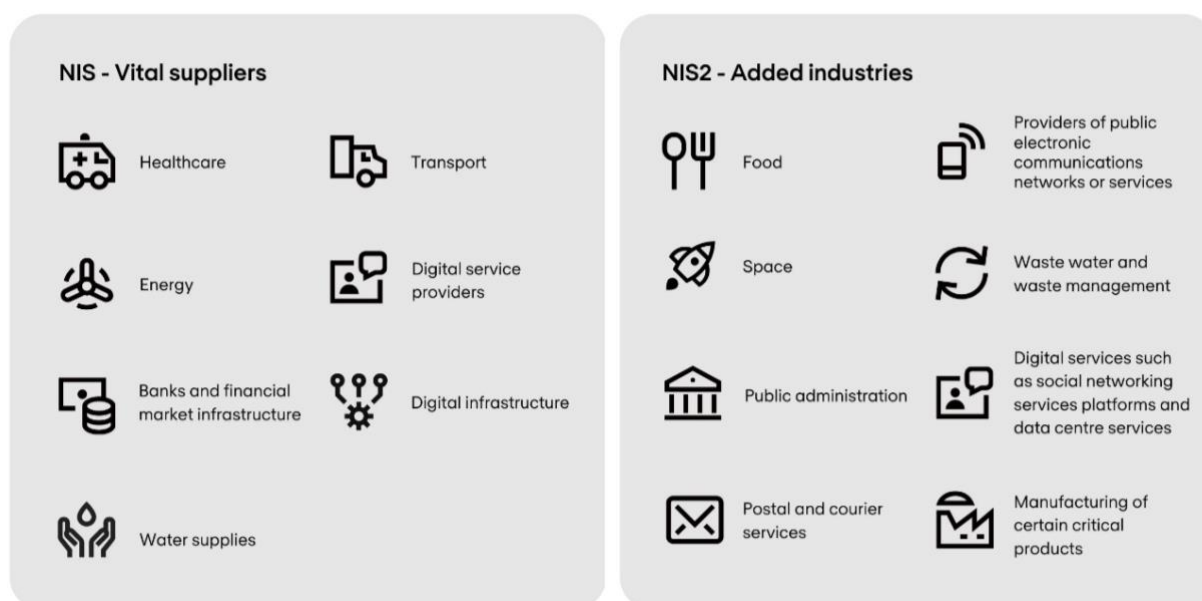 NIS - Vital suppliers
Healthcare
Transport
Energy
Digital service
providers
Banks and financial
market infrastructure
Digital infrastructure
Water supplies
NIS2 - Added industries
Food
Providers of public
electronic
communications
networks or services
Space
Waste water and
waste management
Public administration
Digital services such
as social networking
services platforms and
data centre services
Postal and courier
services
Manufacturing of
certain critical
products